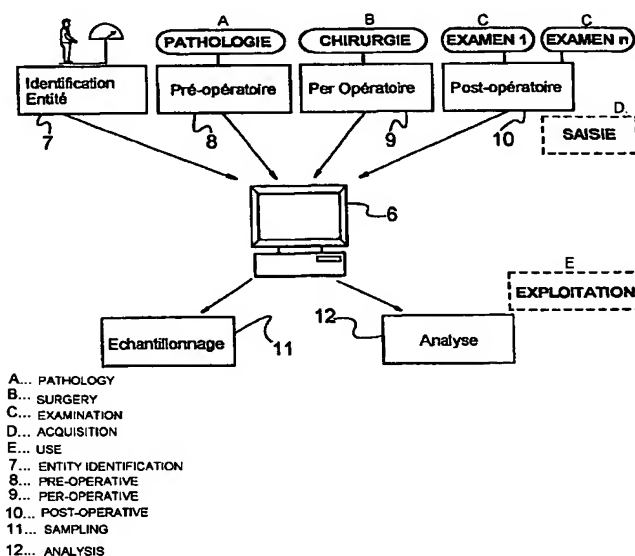 A
PATHOLOGIE
B
CHIRURGIE
C
EXAMEN 1
C
EXAMEN n
Identification
Entité
Pré-opératoire
Per Opératoire
Post-opératoire
7
8
9
10
D.
SAISIE
6
E
EXPLOITATION
Echantillonnage
11
12
Analyse
A... PATHOLOGY
B... SURGERY
C... EXAMINATION
D... ACQUISITION
E... USE
7... ENTITY IDENTIFICATION
8... PRE-OPERATIVE
9... PER-OPERATIVE
10... POST-OPERATIVE
11... SAMPLING
12... ANALYSIS